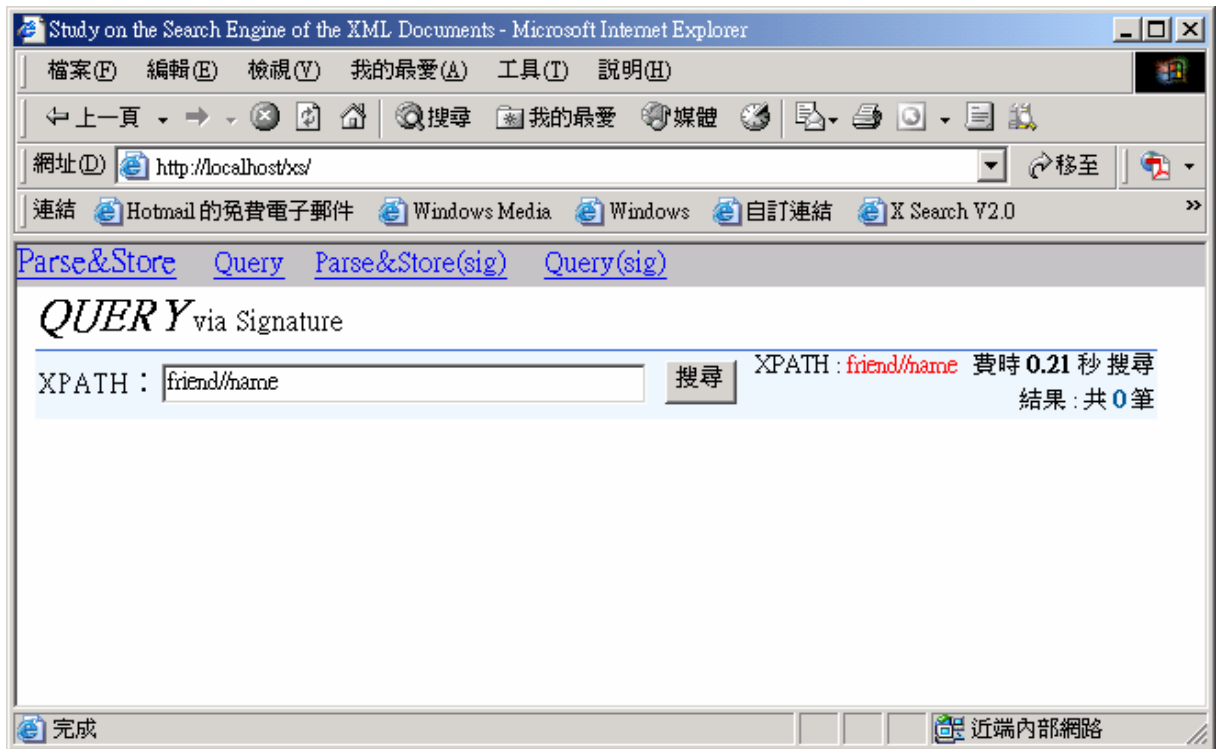 Study on the Search Engine of the XML Documents - Microsoft Internet Explorer
檔案(F) 編輯(E) 檢視(V) 我的最愛(A) 工具(T) 說明(H)
上一頁 搜尋 我的最愛 媒體
網址(D) http://localhost/xs/ 移至
連結 Hotmail 的免費電子郵件 Windows Media Windows 自訂連結 X Search V2.0 »
Parse&Store Query Parse&Store(sig) Query(sig)
QUERY via Signature
XPATH： friend//name 搜尋 XPATH : friend//name 費時 0.21 秒 搜尋
結果 : 共 0 筆
完成 近端內部網路